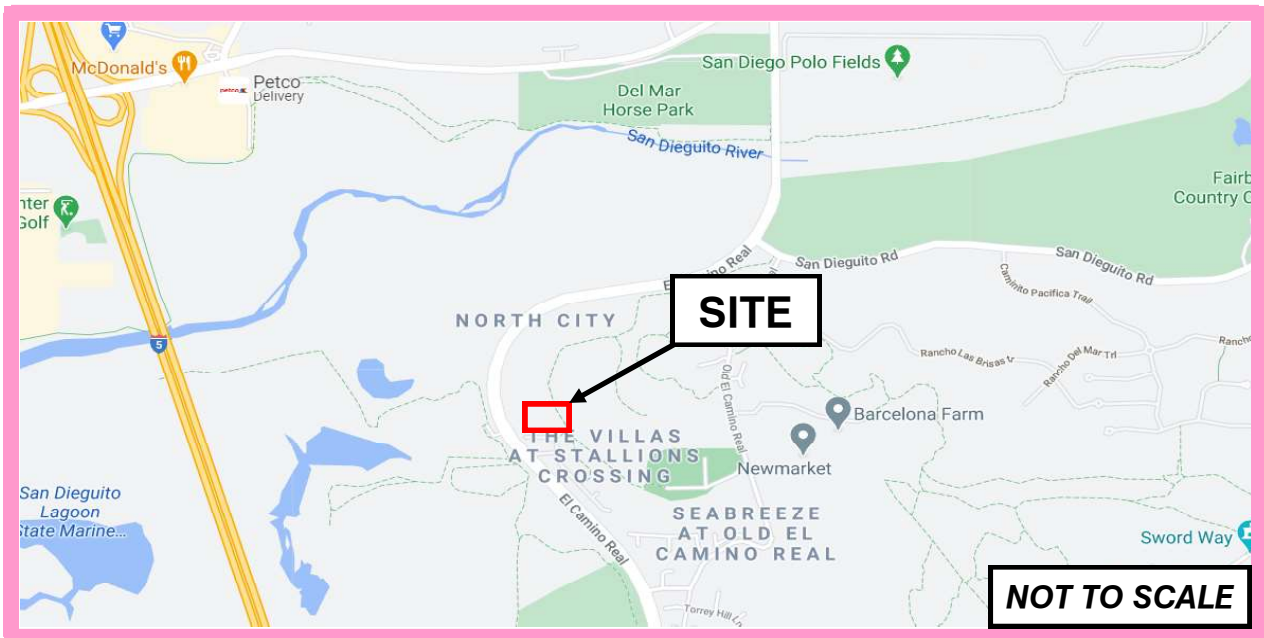 McDonald's
petco
Petco
Delivery
San Diego Polo Fields
Del Mar
Horse Park
San Dieguito River
Fairb
Country C
nter
Golf
San Dieguito Rd
San Dieguito Rd
Caminito Pacifica Trail
NORTH CITY
SITE
5
Rancho Las Brisas
Rancho Del Mar Trl
Ranch
Old El Camino Real
Barcelona Farm
THE VILLAS
AT STALLIONS
CROSSING
Newmarket
San Dieguito
Lagoon
State Marine...
El Camino Real
SEABREEZE
AT OLD EL
CAMINO REAL
Sword Way
NOT TO SCALE
Torrey Hill Ln